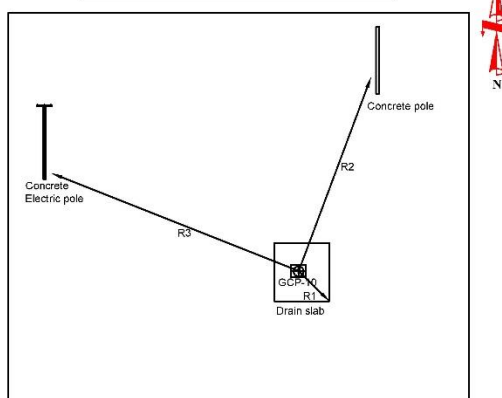 N
Concrete pole
R2
Concrete
Electric pole
R3
GCP-10
R1
Drain slab